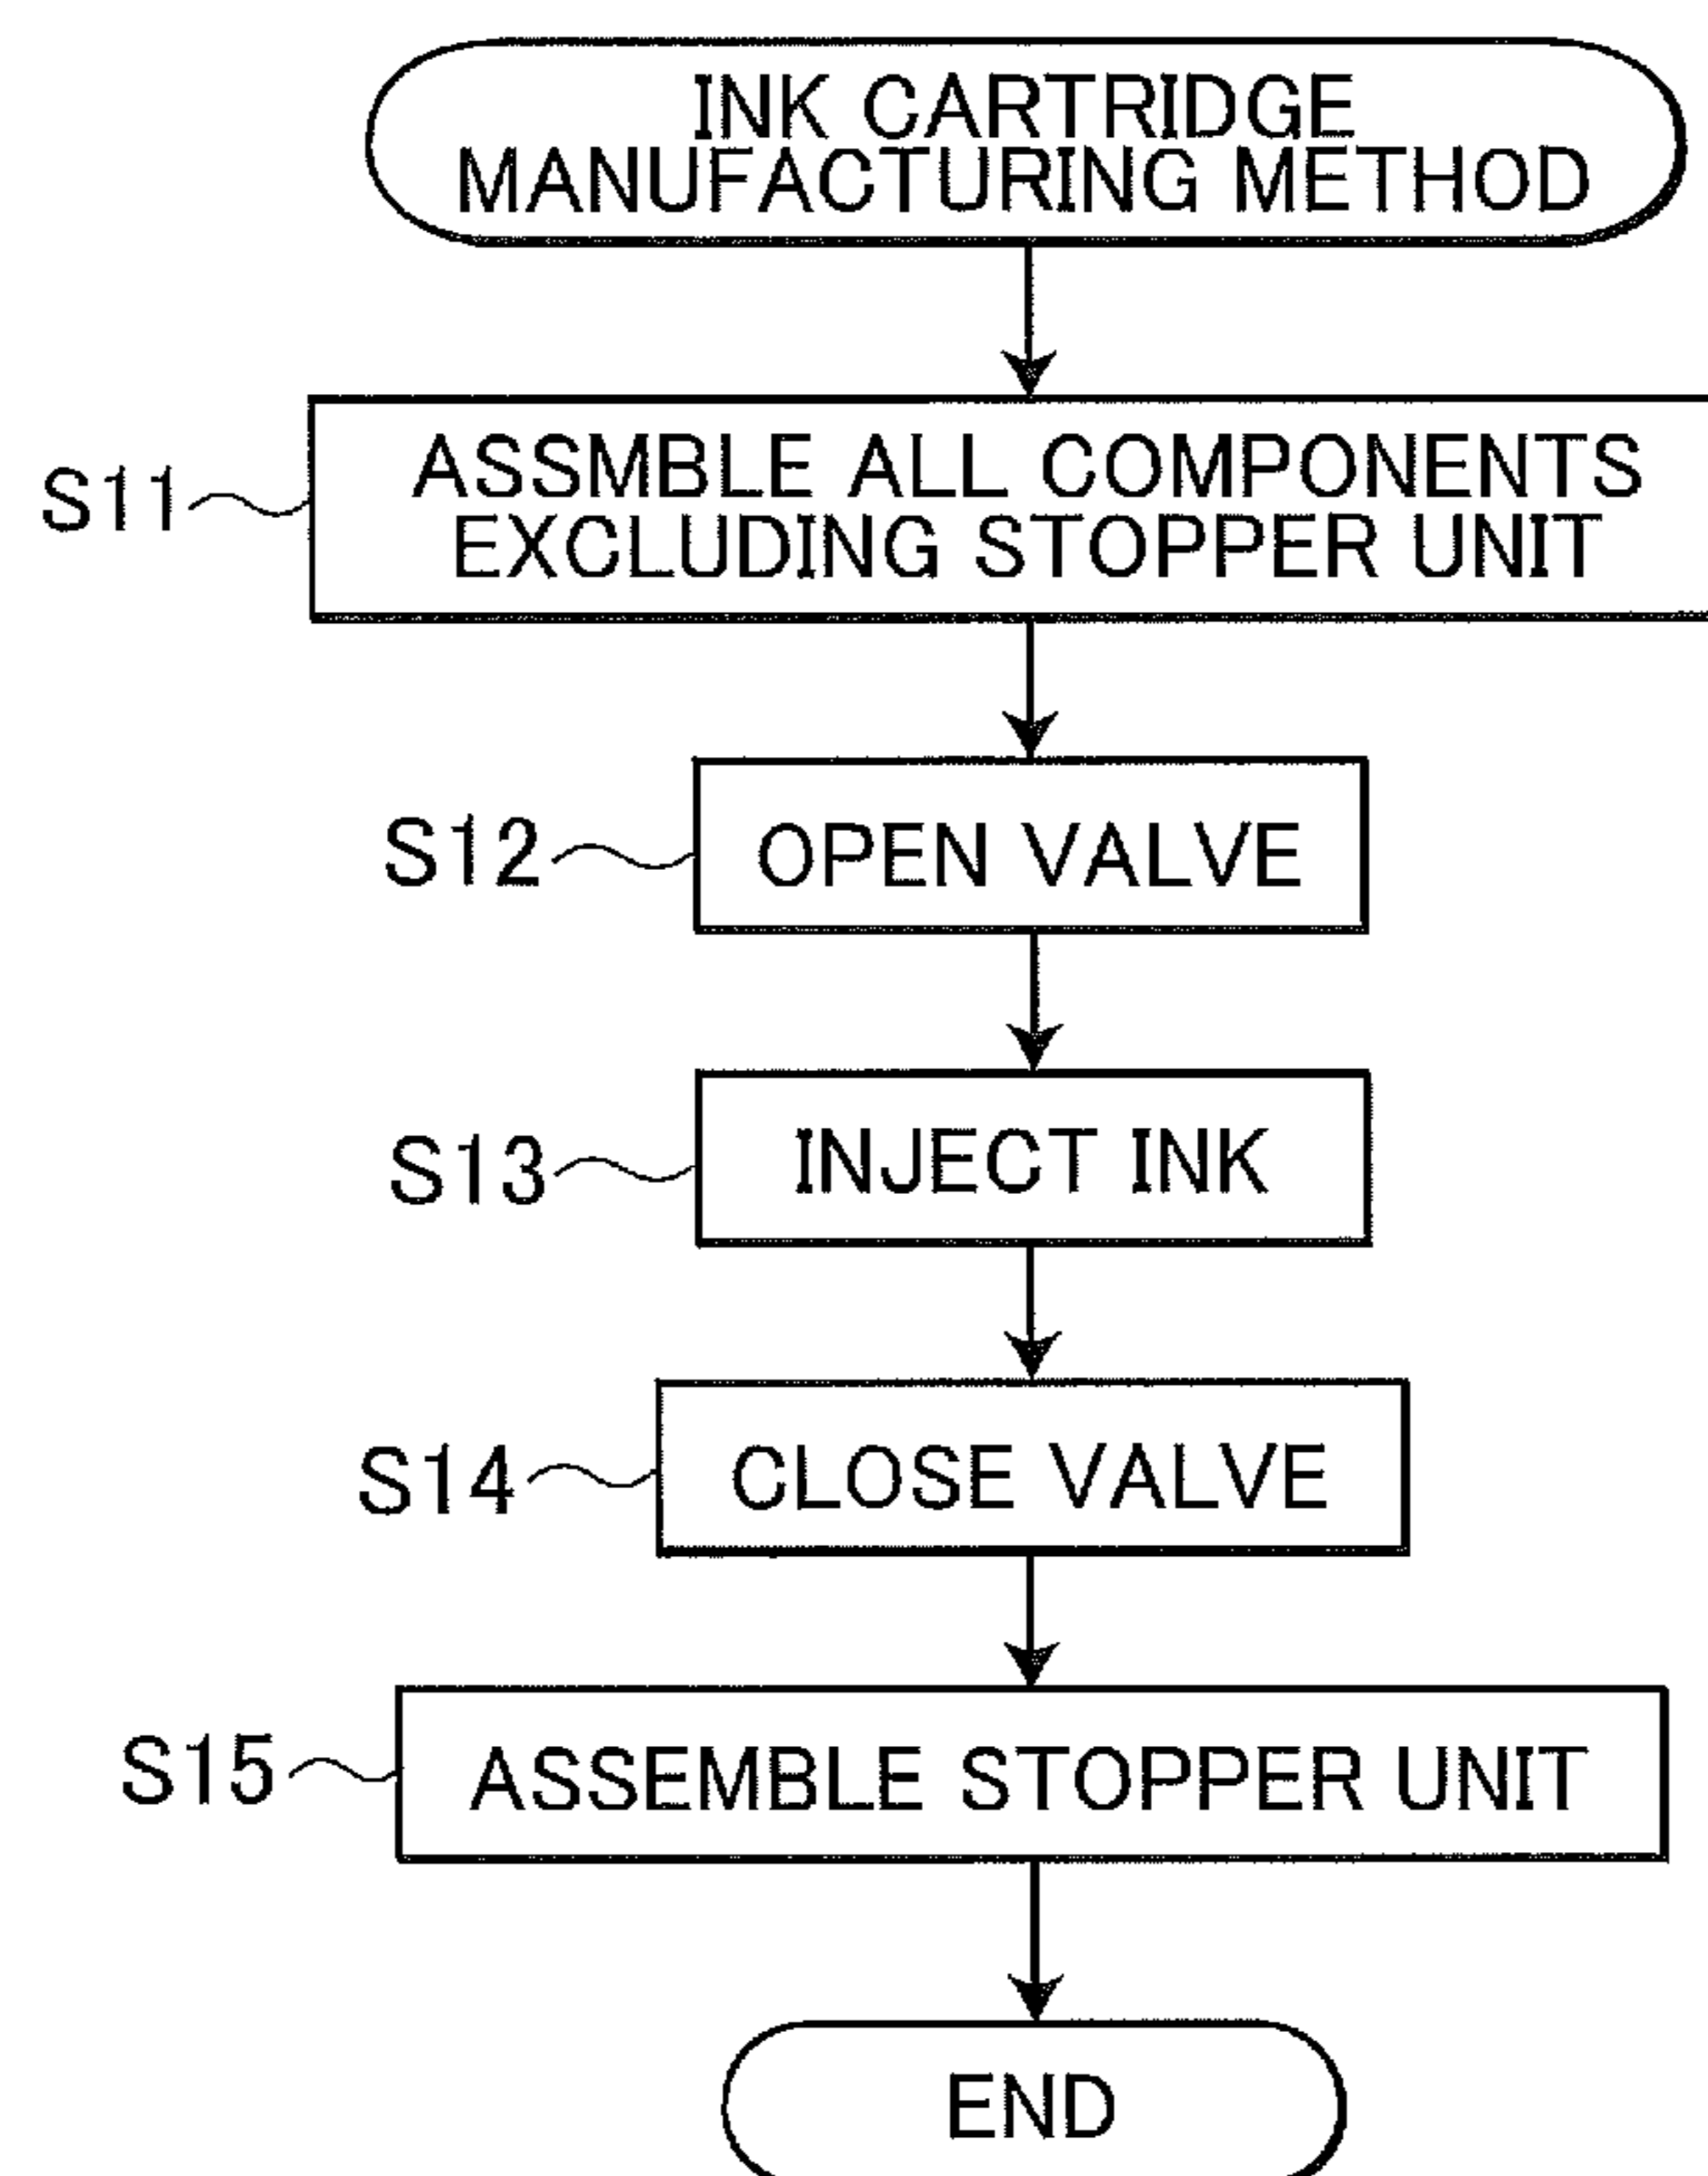 INK CARTRIDGE
MANUFACTURING METHOD
S11
ASSMBLE ALL COMPONENTS
EXCLUDING STOPPER UNIT
S12
OPEN VALVE
S13
INJECT INK
S14
CLOSE VALVE
S15
ASSEMBLE STOPPER UNIT
END